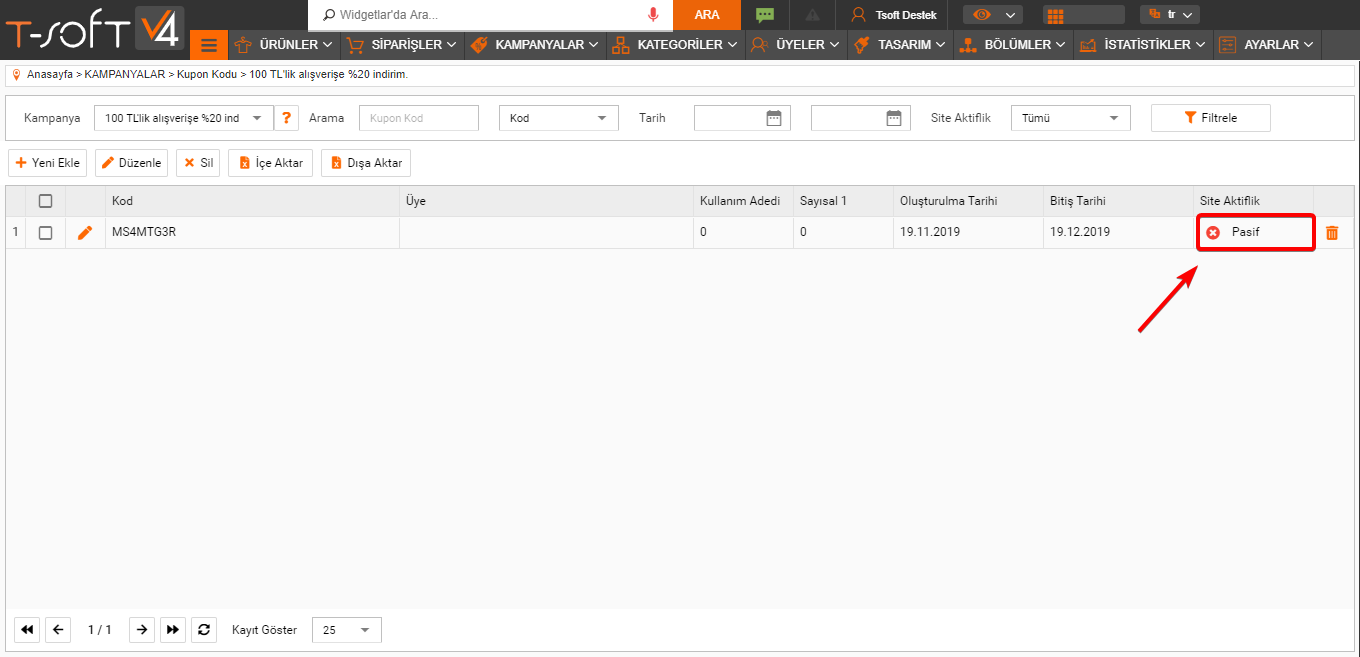 T-SOFT V4
Widgetlar'da Ara...
ARA
Tsoft Destek
tr
ÜRÜNLER
SİPARİŞLER
KAMPANYALAR
KATEGORİLER
ÜYELER
TASARIM
BÖLÜMLER
İSTATİSTİKLER
AYARLAR
Anasayfa > KAMPANYALAR > Kupon Kodu > 100 TL'lik alışverişe %20 indirim.
Kampanya 100 TL'lik alışverişe %20 ind ? Arama Kupon Kod Kod Tarih Site Aktiflik Tümü Filtrele
Yeni Ekle Düzenle Sil İçe Aktar Dışa Aktar
Kod Üye Kullanım Adedi Sayısal 1 Oluşturulma Tarihi Bitiş Tarihi Site Aktiflik
1 MS4MTG3R 0 0 19.11.2019 19.12.2019 Pasif
1 / 1 Kayıt Göster 25